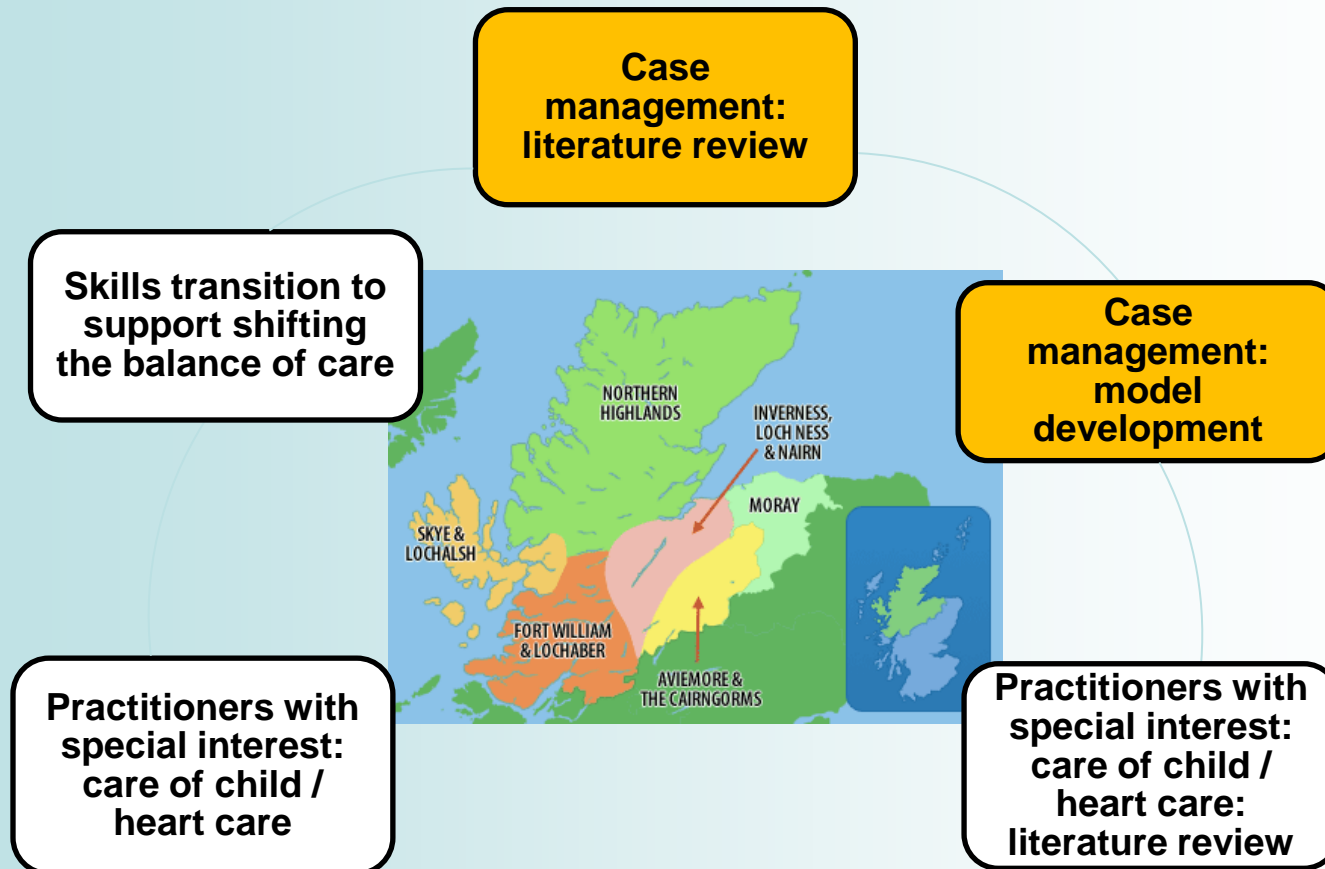 Case
management:
literature review
Skills transition to
support shifting
the balance of care
Case
management:
model
development
NORTHERN
HIGHLANDS
INVERNESS,
LOCH NESS
& NAIRN
MORAY
SKYE &
LOCHALSH
FORT WILLIAM
& LOCHABER
AVIEMORE &
THE CAIRNGORMS
Practitioners with
special interest:
care of child /
heart care
Practitioners with
special interest:
care of child /
heart care:
literature review